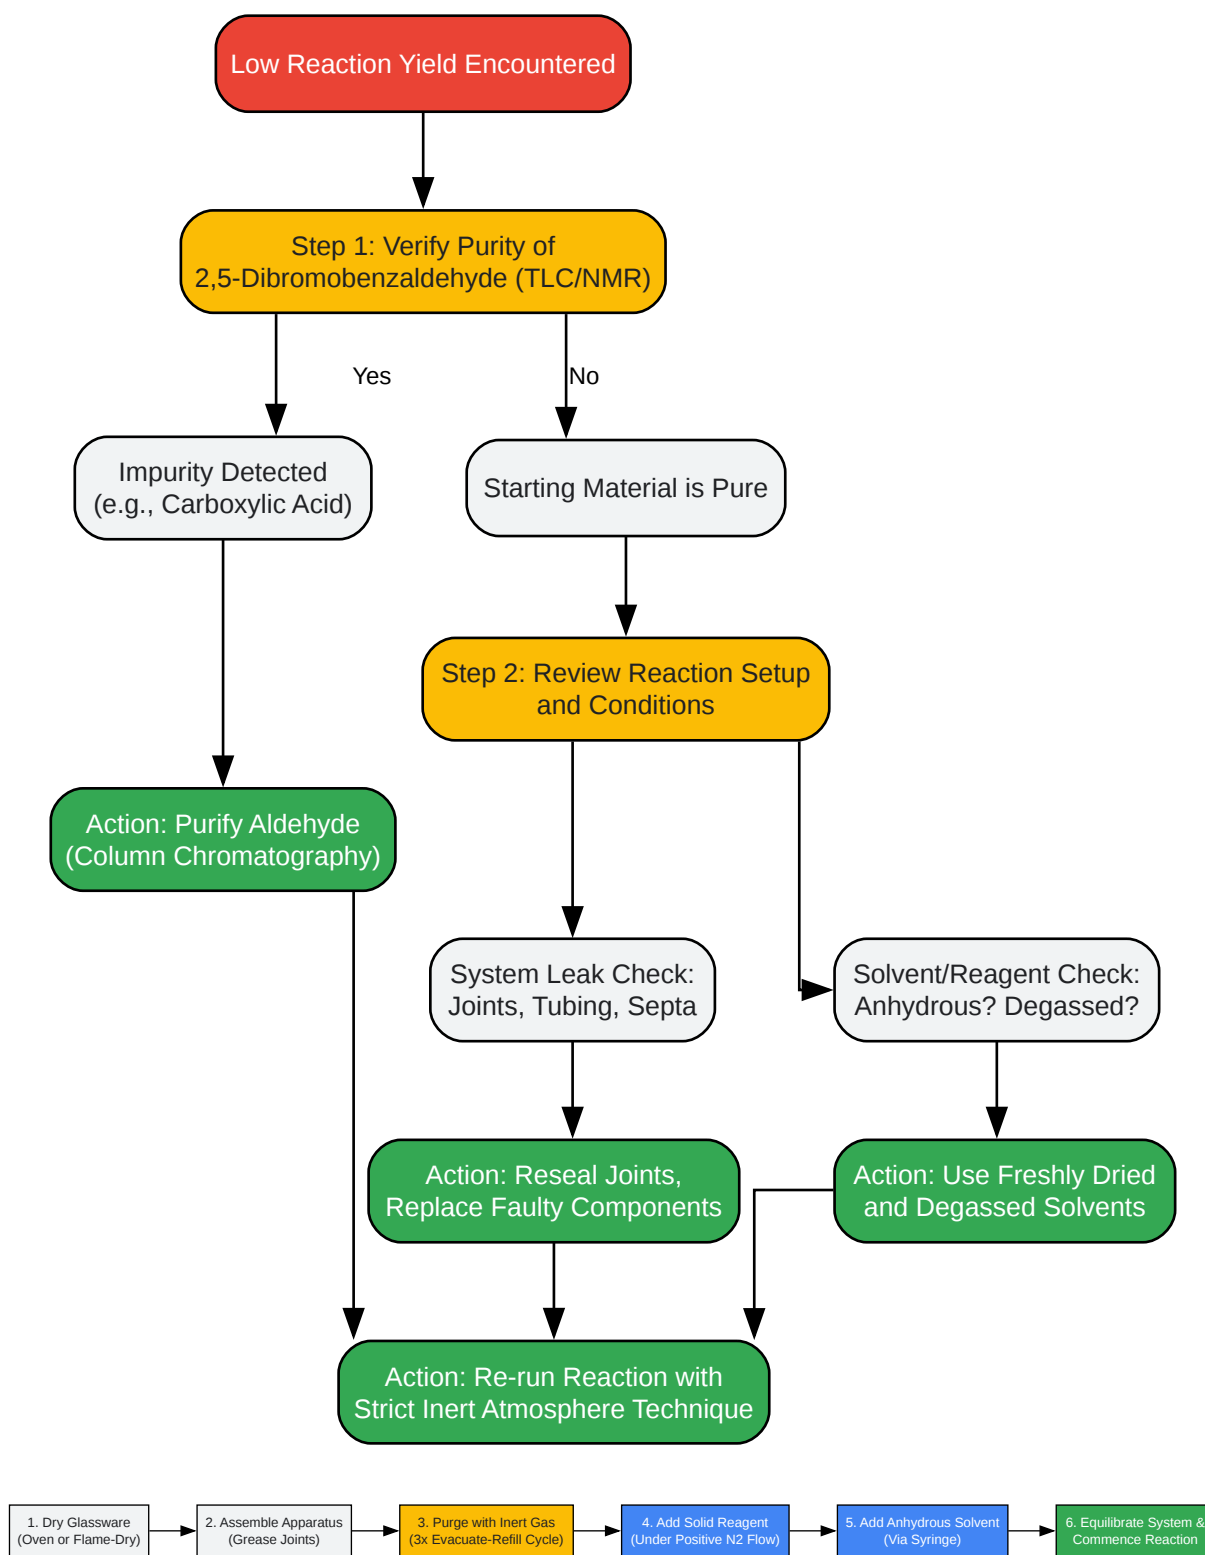 Low Reaction Yield Encountered
Step 1: Verify Purity of
2,5-Dibromobenzaldehyde (TLC/NMR)
Yes
No
Impurity Detected
(e.g., Carboxylic Acid)
Starting Material is Pure
Step 2: Review Reaction Setup
and Conditions
Action: Purify Aldehyde
(Column Chromatography)
System Leak Check:
Joints, Tubing, Septa
Solvent/Reagent Check:
Anhydrous? Degassed?
Action: Reseal Joints,
Replace Faulty Components
Action: Use Freshly Dried
and Degassed Solvents
Action: Re-run Reaction with
Strict Inert Atmosphere Technique
1. Dry Glassware
(Oven or Flame-Dry)
2. Assemble Apparatus
(Grease Joints)
3. Purge with Inert Gas
(3x Evacuate-Refill Cycle)
4. Add Solid Reagent
(Under Positive N2 Flow)
5. Add Anhydrous Solvent
(Via Syringe)
6. Equilibrate System &
Commence Reaction